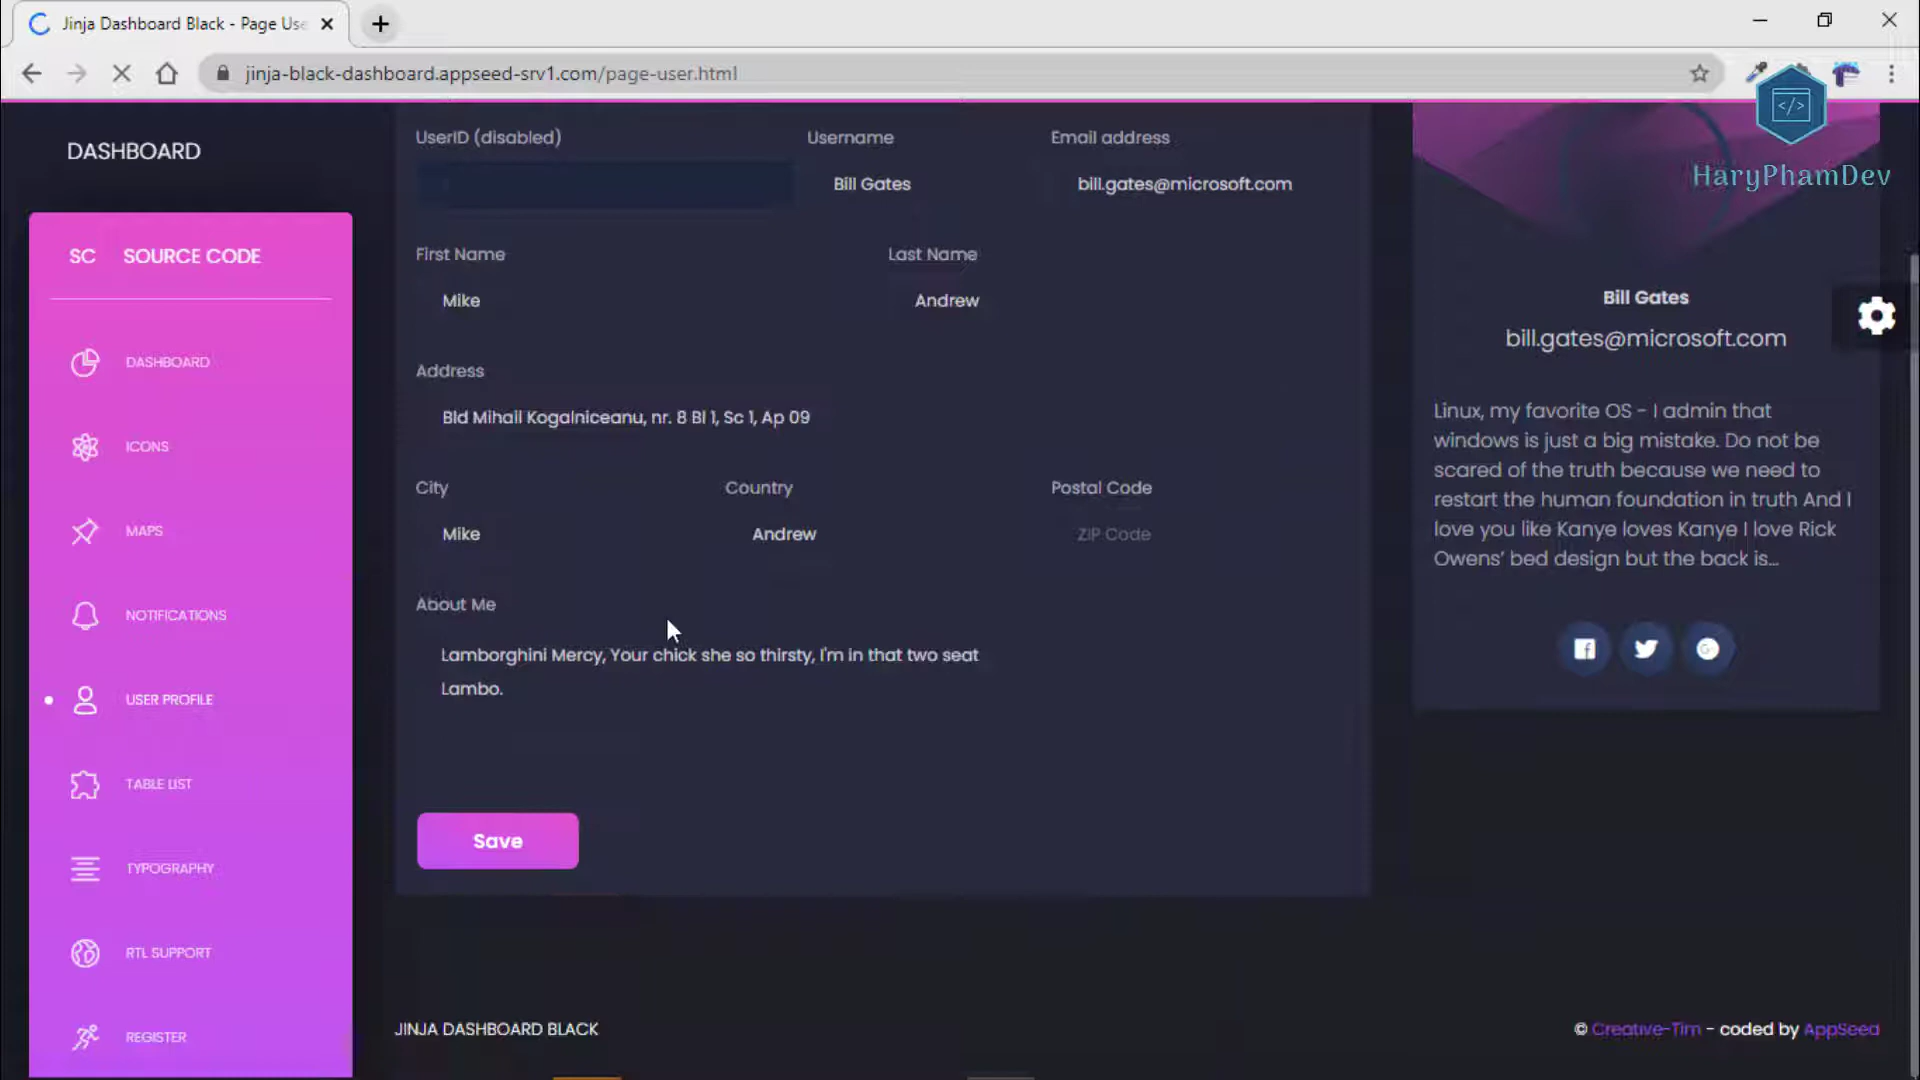 Jinja Dashboard Black - Page Use
jinja-black-dashboard.appseed-srv1.com/page-user.html
HaryPhamDev
DASHBOARD
SC SOURCE CODE
DASHBOARD
ICONS
MAPS
NOTIFICATIONS
USER PROFILE
TABLE LIST
TYPOGRAPHY
RTL SUPPORT
REGISTER
UserID (disabled) Username Email address
Bill Gates bill.gates@microsoft.com
First Name Last Name
Mike Andrew
Address
Bld Mihail Kogalniceanu, nr. 8 Bl 1, Sc 1, Ap 09
City Country Postal Code
Mike Andrew ZIP Code
About Me
Lamborghini Mercy, Your chick she so thirsty, I'm in that two seat
Lambo.
Save
Bill Gates
bill.gates@microsoft.com
Linux, my favorite OS - I admin that
windows is just a big mistake. Do not be
scared of the truth because we need to
restart the human foundation in truth And I
love you like Kanye loves Kanye I love Rick
Owens’ bed design but the back is...
JINJA DASHBOARD BLACK
© Creative-Tim - coded by AppSeed